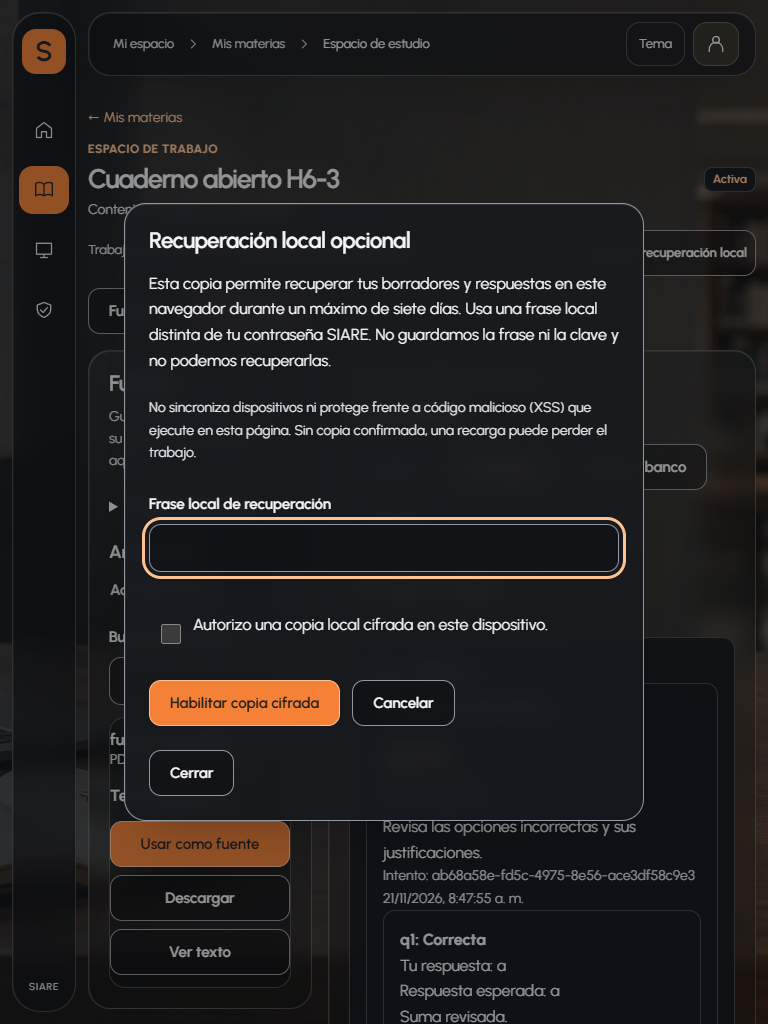 S
Mi espacio > Mis materias > Espacio de estudio
Tema
← Mis materias
ESPACIO DE TRABAJO
Cuaderno abierto H6-3
Activa
recuperación local
Recuperación local opcional
Esta copia permite recuperar tus borradores y respuestas en este
navegador durante un máximo de siete días. Usa una frase local
distinta de tu contraseña SIARE. No guardamos la frase ni la clave y
no podemos recuperarlas.
No sincroniza dispositivos ni protege frente a código malicioso (XSS) que
ejecute en esta página. Sin copia confirmada, una recarga puede perder el
trabajo.
banco
Frase local de recuperación
Autorizo una copia local cifrada en este dispositivo.
Habilitar copia cifrada
Cancelar
Cerrar
Usar como fuente
Descargar
Ver texto
Revisa las opciones incorrectas y sus
justificaciones.
Intento: ab68a58e-fd5c-4975-8e56-ace3df58c9e3
21/11/2026, 8:47:55 a. m.
q1: Correcta
Tu respuesta: a
Respuesta esperada: a
Suma revisada.
SIARE